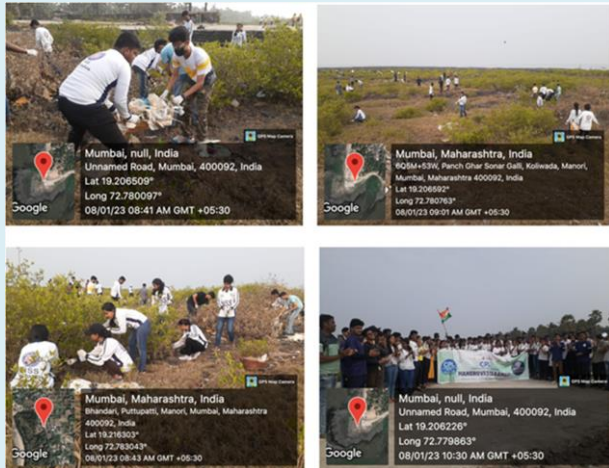 GPS Map Camera
Google
Mumbai, null, India
Unnamed Road, Mumbai, 400092, India
Lat 19.206509°
Long 72.780097°
08/01/23 08:41 AM GMT +05:30
GPS Map Camera
Google
Mumbai, Maharashtra, India
6Q5M+53W, Panch Ghar Sonar Galli, Koliwada, Manori,
Mumbai, Maharashtra 400092, India
Lat 19.206592°
Long 72.780763°
08/01/23 09:01 AM GMT +05:30
GPS Map Camera
Google
Mumbai, Maharashtra, India
Bhandari, Puttupatti, Manori, Mumbai, Maharashtra
400092, India
Lat 19.216303°
Long 72.783043°
08/01/23 08:43 AM GMT +05:30
GPS Map Camera
Google
Mumbai, null, India
Unnamed Road, Mumbai, 400092, India
Lat 19.206226°
Long 72.779863°
08/01/23 10:30 AM GMT +05:30